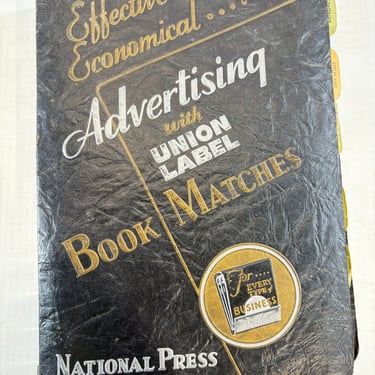 Effective
Economical....
Advertising
with
UNION
LABEL
BOOK MATCHES
For....
EVERY
TYPE of
BUSINESS
NATIONAL PRESS